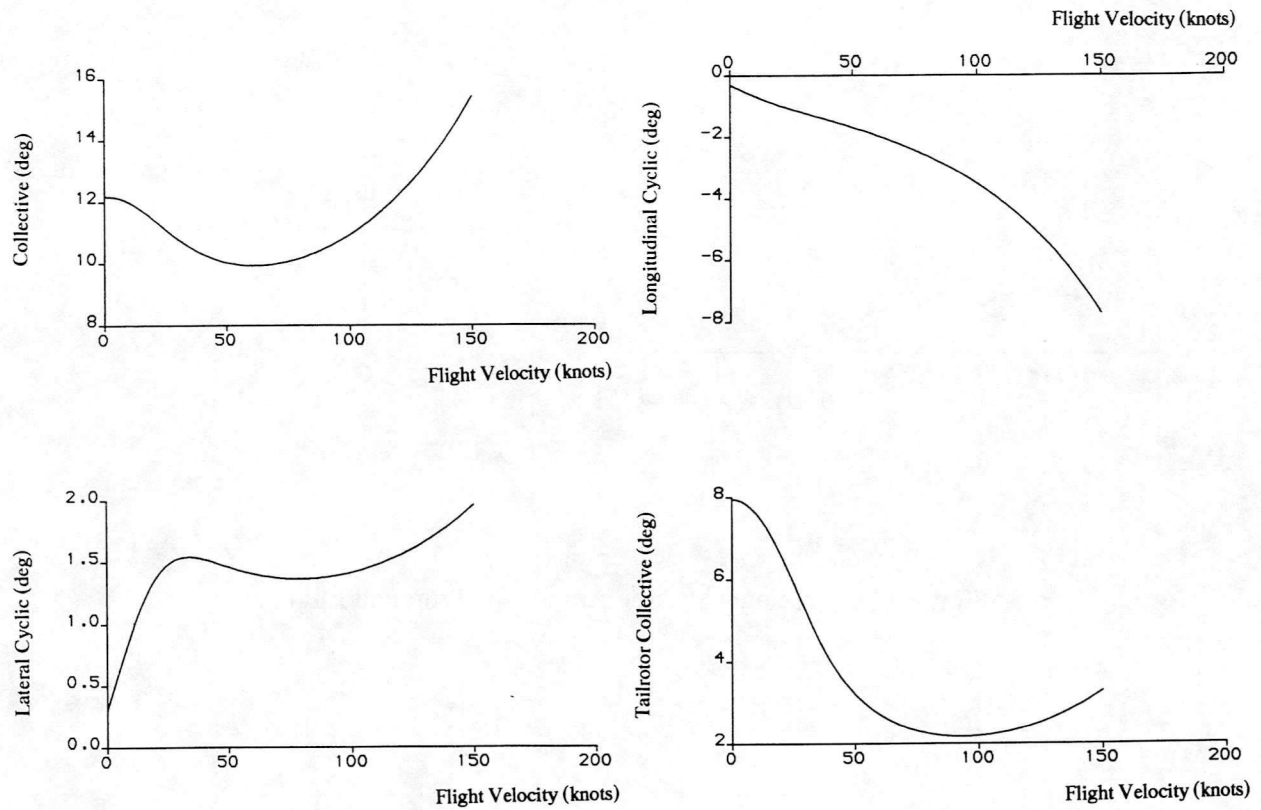 16
14
12
10
8
Collective (deg)
0 50 100 150 200
Flight Velocity (knots)
Flight Velocity (knots)
0 50 100 150 200
0
-2
-4
-6
-8
Longitudinal Cyclic (deg)
2.0
1.5
1.0
0.5
0.0
Lateral Cyclic (deg)
0 50 100 150 200
Flight Velocity (knots)
8
6
4
2
Tailrotor Collective (deg)
0 50 100 150 200
Flight Velocity (knots)